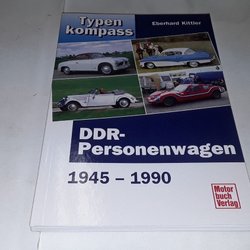 Typen
kompass
Eberhard Kittler
DDR-
Personenwagen
1945 – 1990
Motor
buch
Verlag